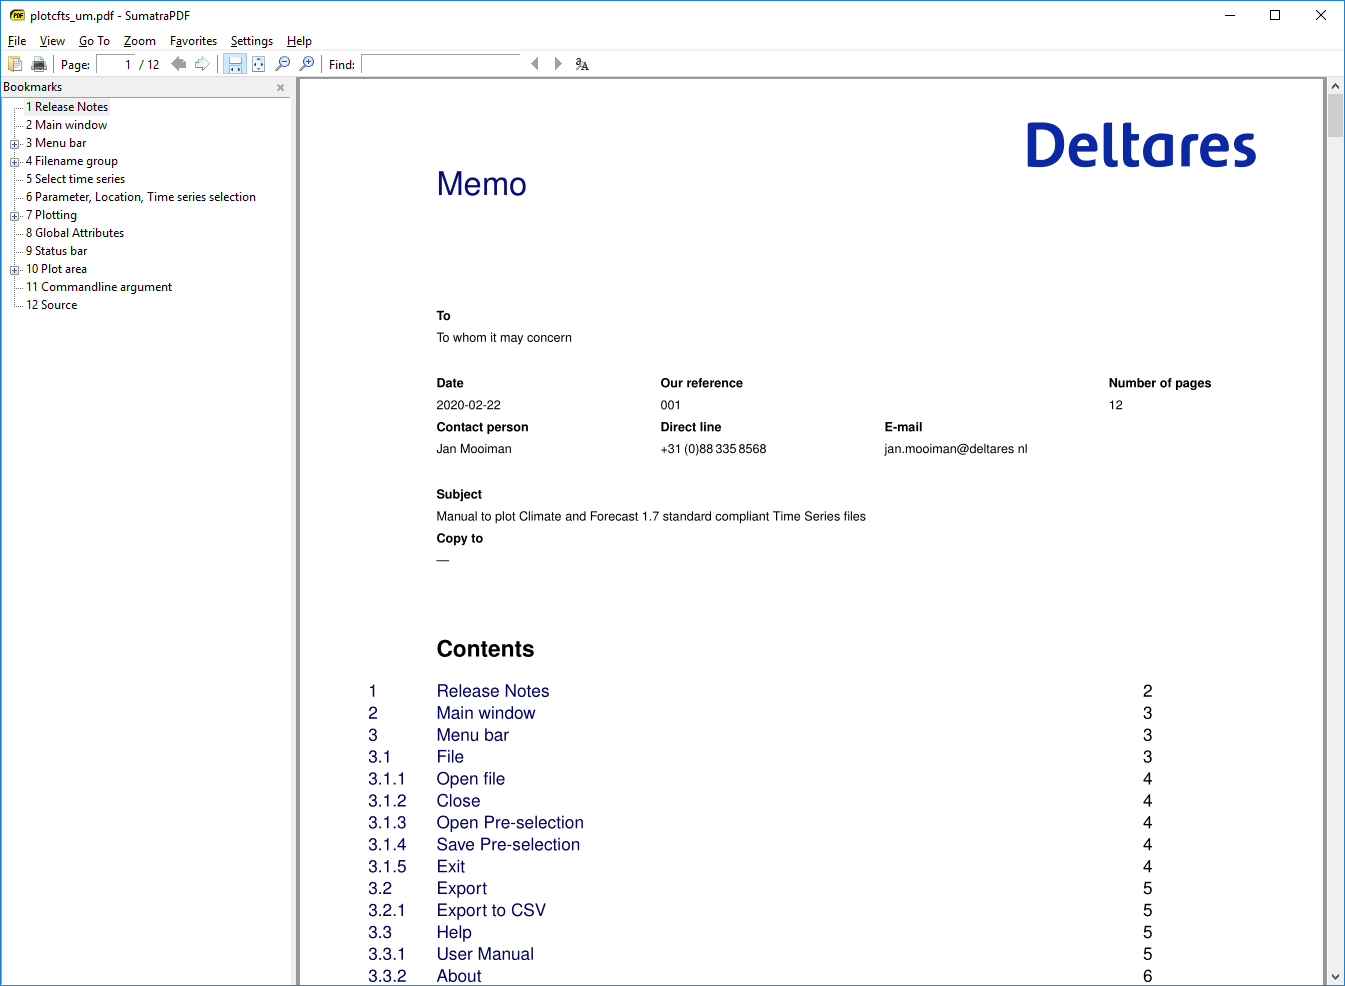 plotcfts_um.pdf - SumatraPDF
File View Go To Zoom Favorites Settings Help
Page: 1 / 12 Find:
Bookmarks
1 Release Notes
2 Main window
3 Menu bar
4 Filename group
5 Select time series
6 Parameter, Location, Time series selection
7 Plotting
8 Global Attributes
9 Status bar
10 Plot area
11 Commandline argument
12 Source
Deltares
Memo
To
To whom it may concern
Date Our reference Number of pages
2020-02-22 001 12
Contact person Direct line E-mail
Jan Mooiman +31 (0)88 335 8568 jan.mooiman@deltares nl
Subject
Manual to plot Climate and Forecast 1.7 standard compliant Time Series files
Copy to
—
Contents
1 Release Notes 2
2 Main window 3
3 Menu bar 3
3.1 File 3
3.1.1 Open file 4
3.1.2 Close 4
3.1.3 Open Pre-selection 4
3.1.4 Save Pre-selection 4
3.1.5 Exit 4
3.2 Export 5
3.2.1 Export to CSV 5
3.3 Help 5
3.3.1 User Manual 5
3.3.2 About 6